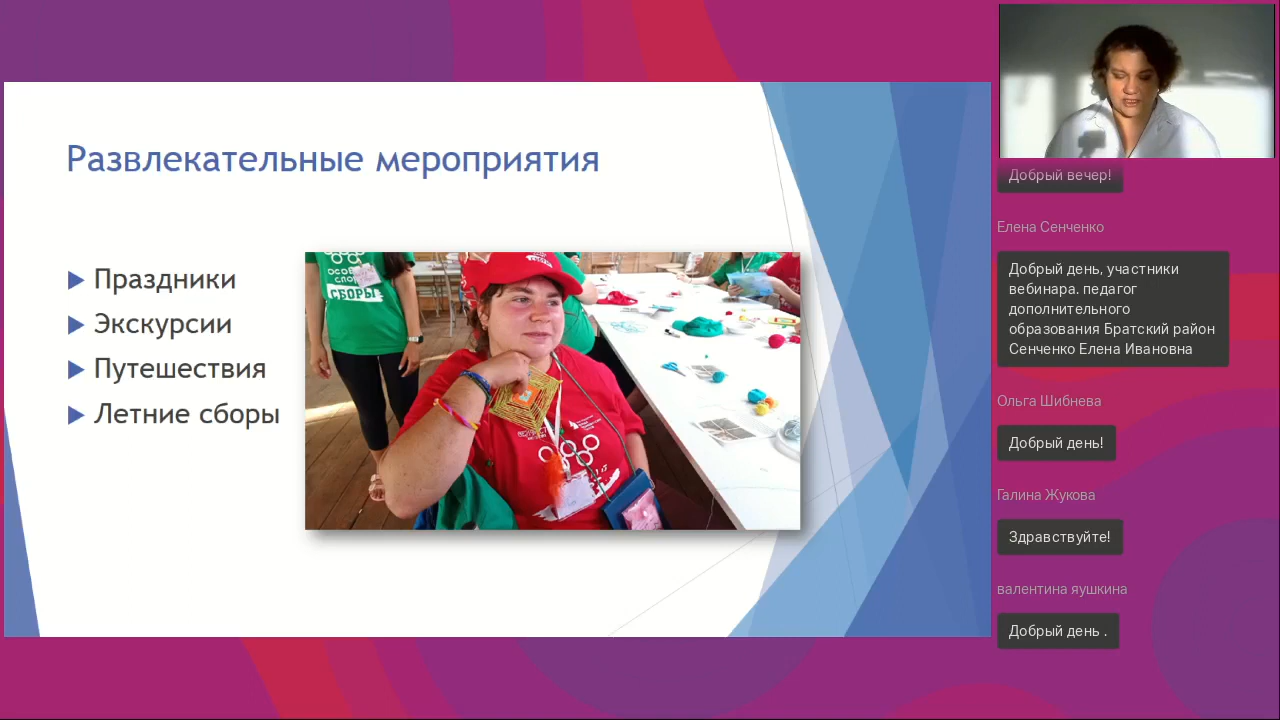 Развлекательные мероприятия
Праздники
Экскурсии
Путешествия
Летние сборы
СБОРЫ
Добрый вечер!
Елена Сенченко
Добрый день, участники
вебинара. педагог
дополнительного
образования Братский район
Сенченко Елена Ивановна
Ольга Шибнева
Добрый день!
Галина Жукова
Здравствуйте!
валентина яушкина
Добрый день .